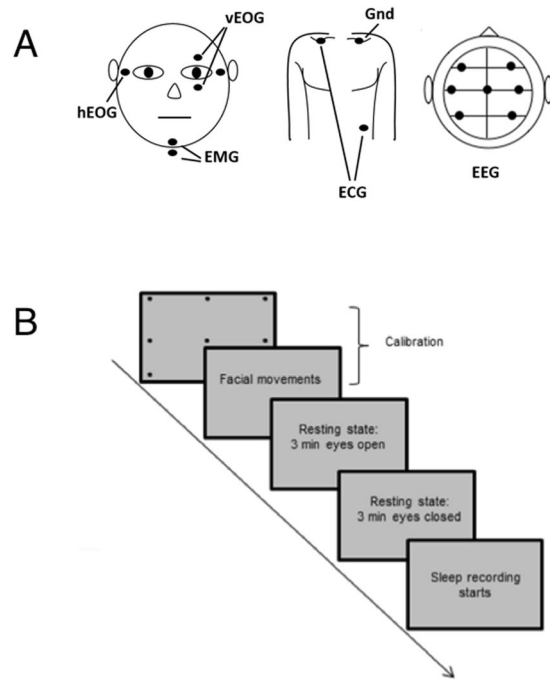 A
vEOG
hEOG
EMG
Gnd
ECG
EEG
B
Calibration
Facial movements
Resting state:
3 min eyes open
Resting state:
3 min eyes closed
Sleep recording
starts